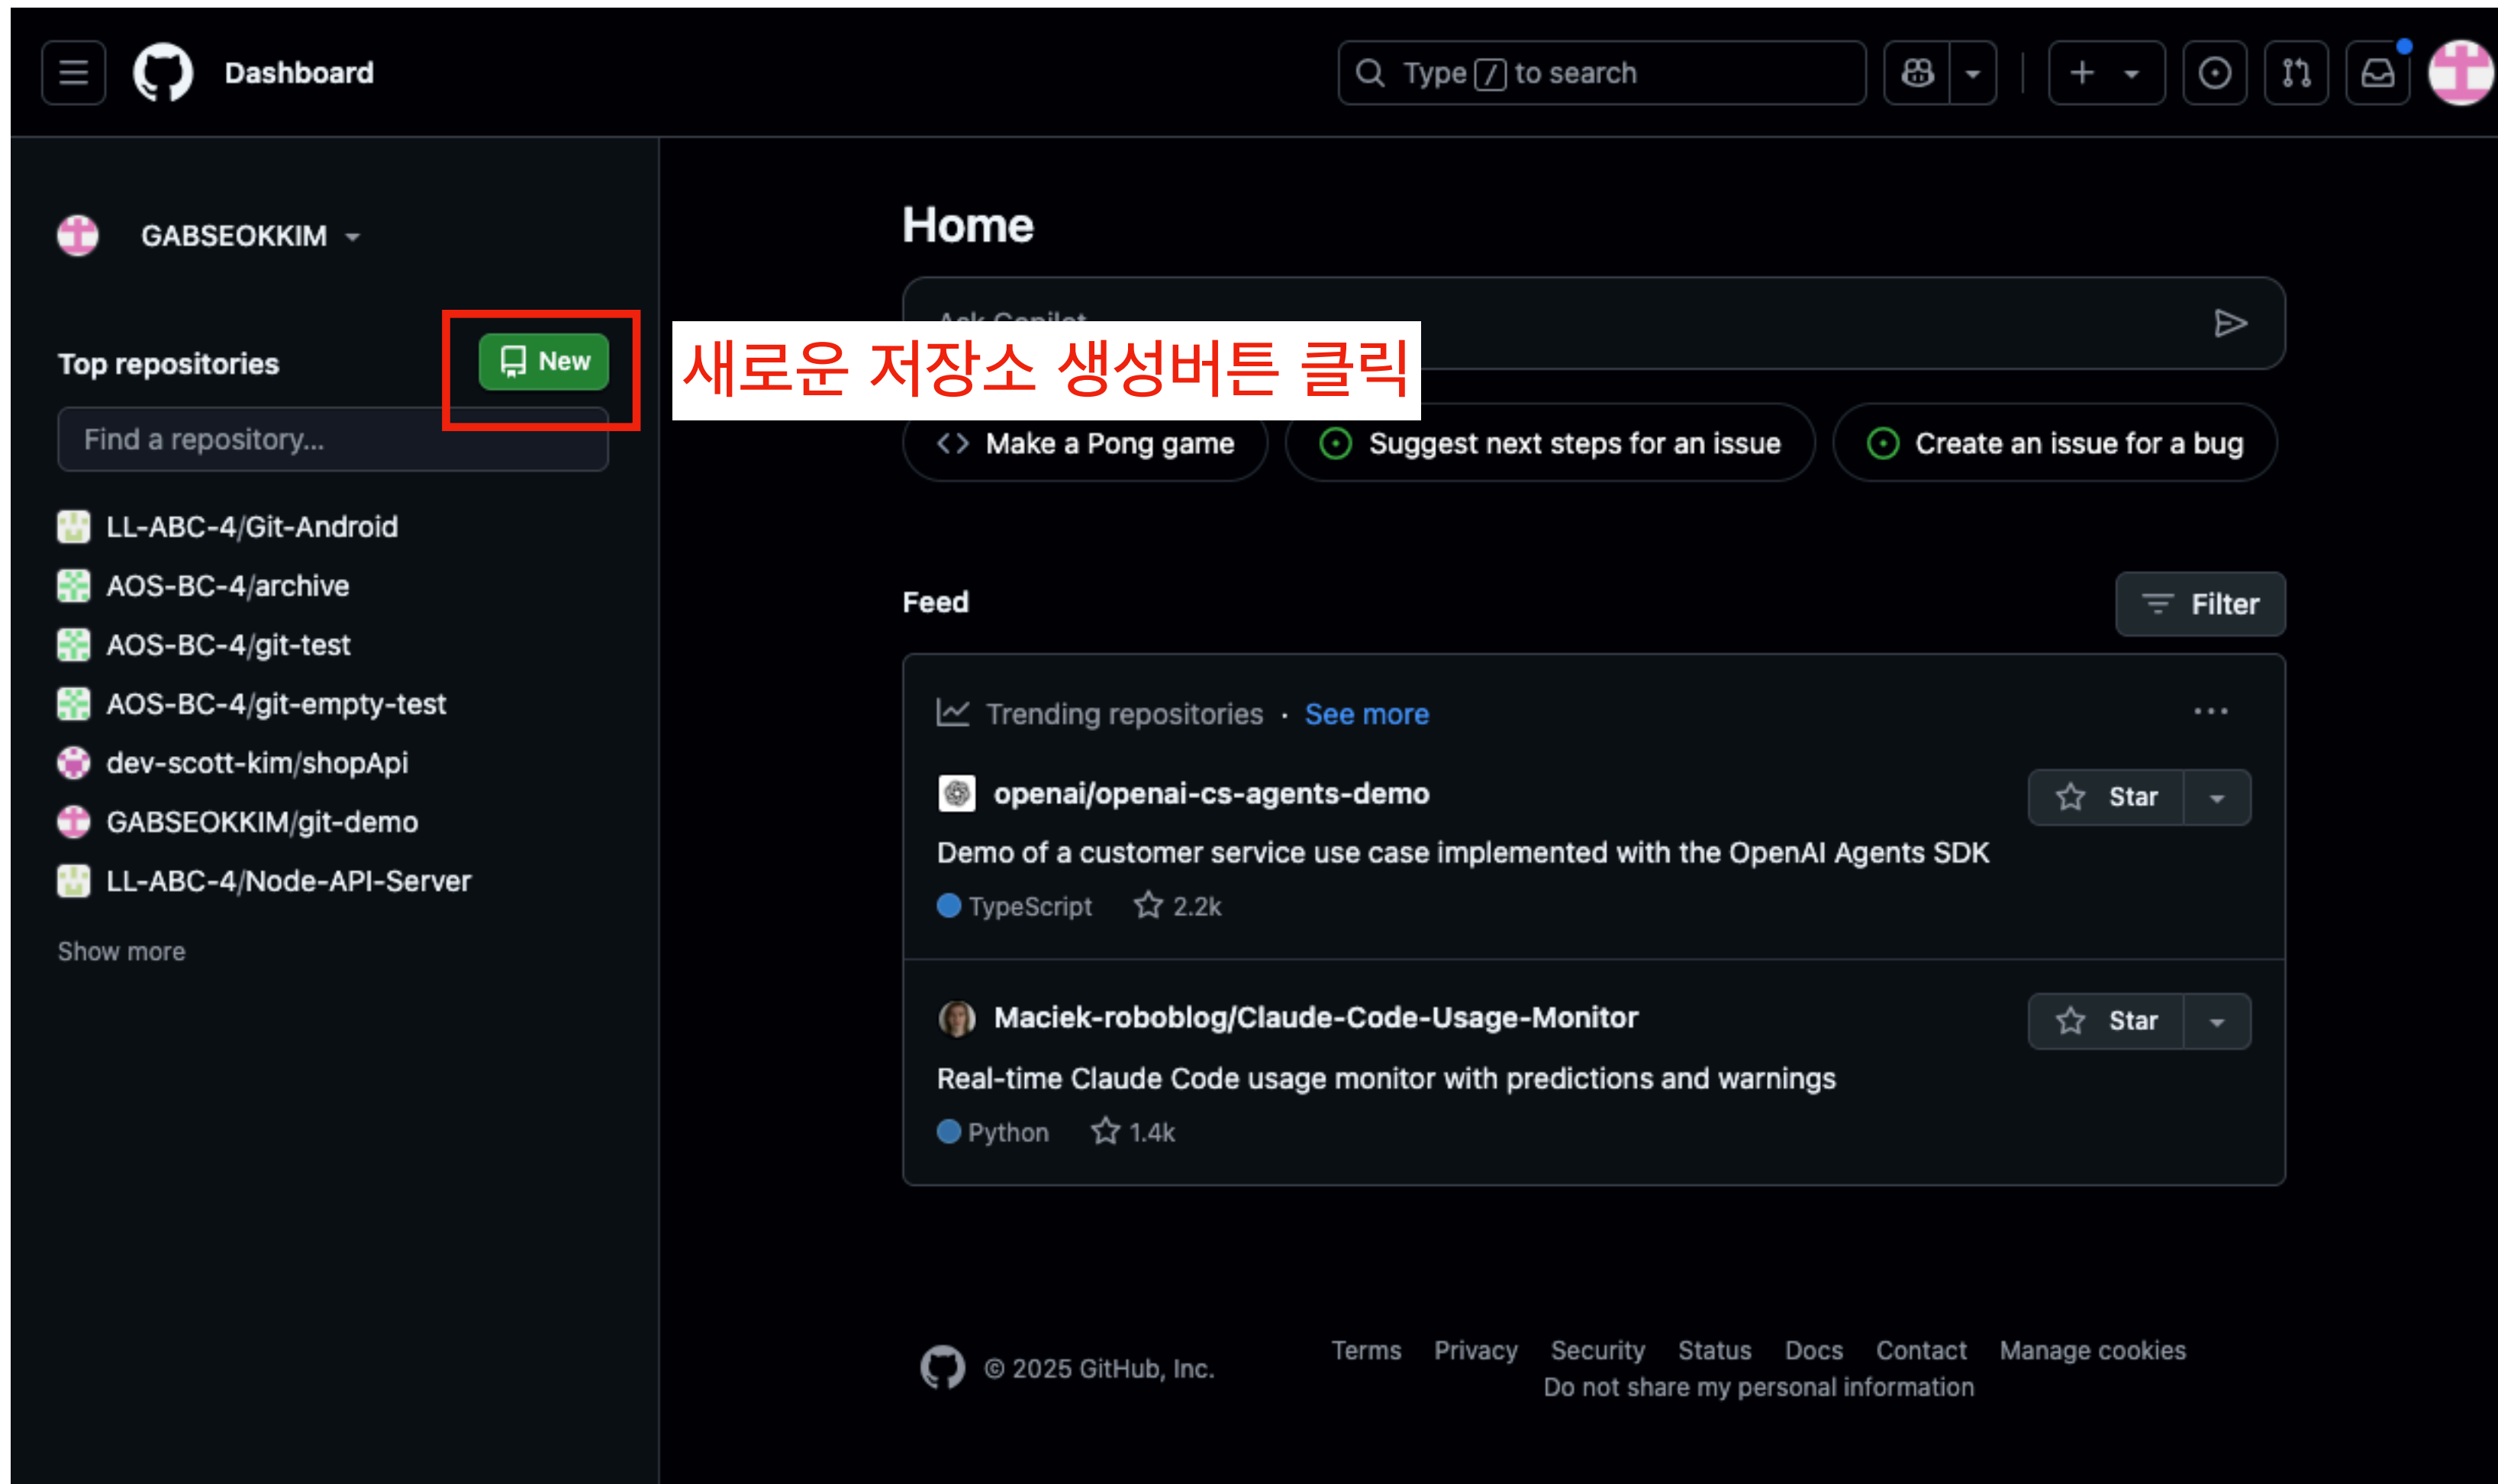 Dashboard
Type / to search
GABSEOKKIM
Top repositories
New
Find a repository...
LL-ABC-4/Git-Android
AOS-BC-4/archive
AOS-BC-4/git-test
AOS-BC-4/git-empty-test
dev-scott-kim/shopApi
GABSEOKKIM/git-demo
LL-ABC-4/Node-API-Server
Show more
Home
Ask Copilot
새로운 저장소 생성버튼 클릭
Make a Pong game
Suggest next steps for an issue
Create an issue for a bug
Feed
Filter
Trending repositories · See more
openai/openai-cs-agents-demo
Star
Demo of a customer service use case implemented with the OpenAI Agents SDK
TypeScript 2.2k
Maciek-roboblog/Claude-Code-Usage-Monitor
Star
Real-time Claude Code usage monitor with predictions and warnings
Python 1.4k
© 2025 GitHub, Inc.
Terms Privacy Security Status Docs Contact Manage cookies
Do not share my personal information